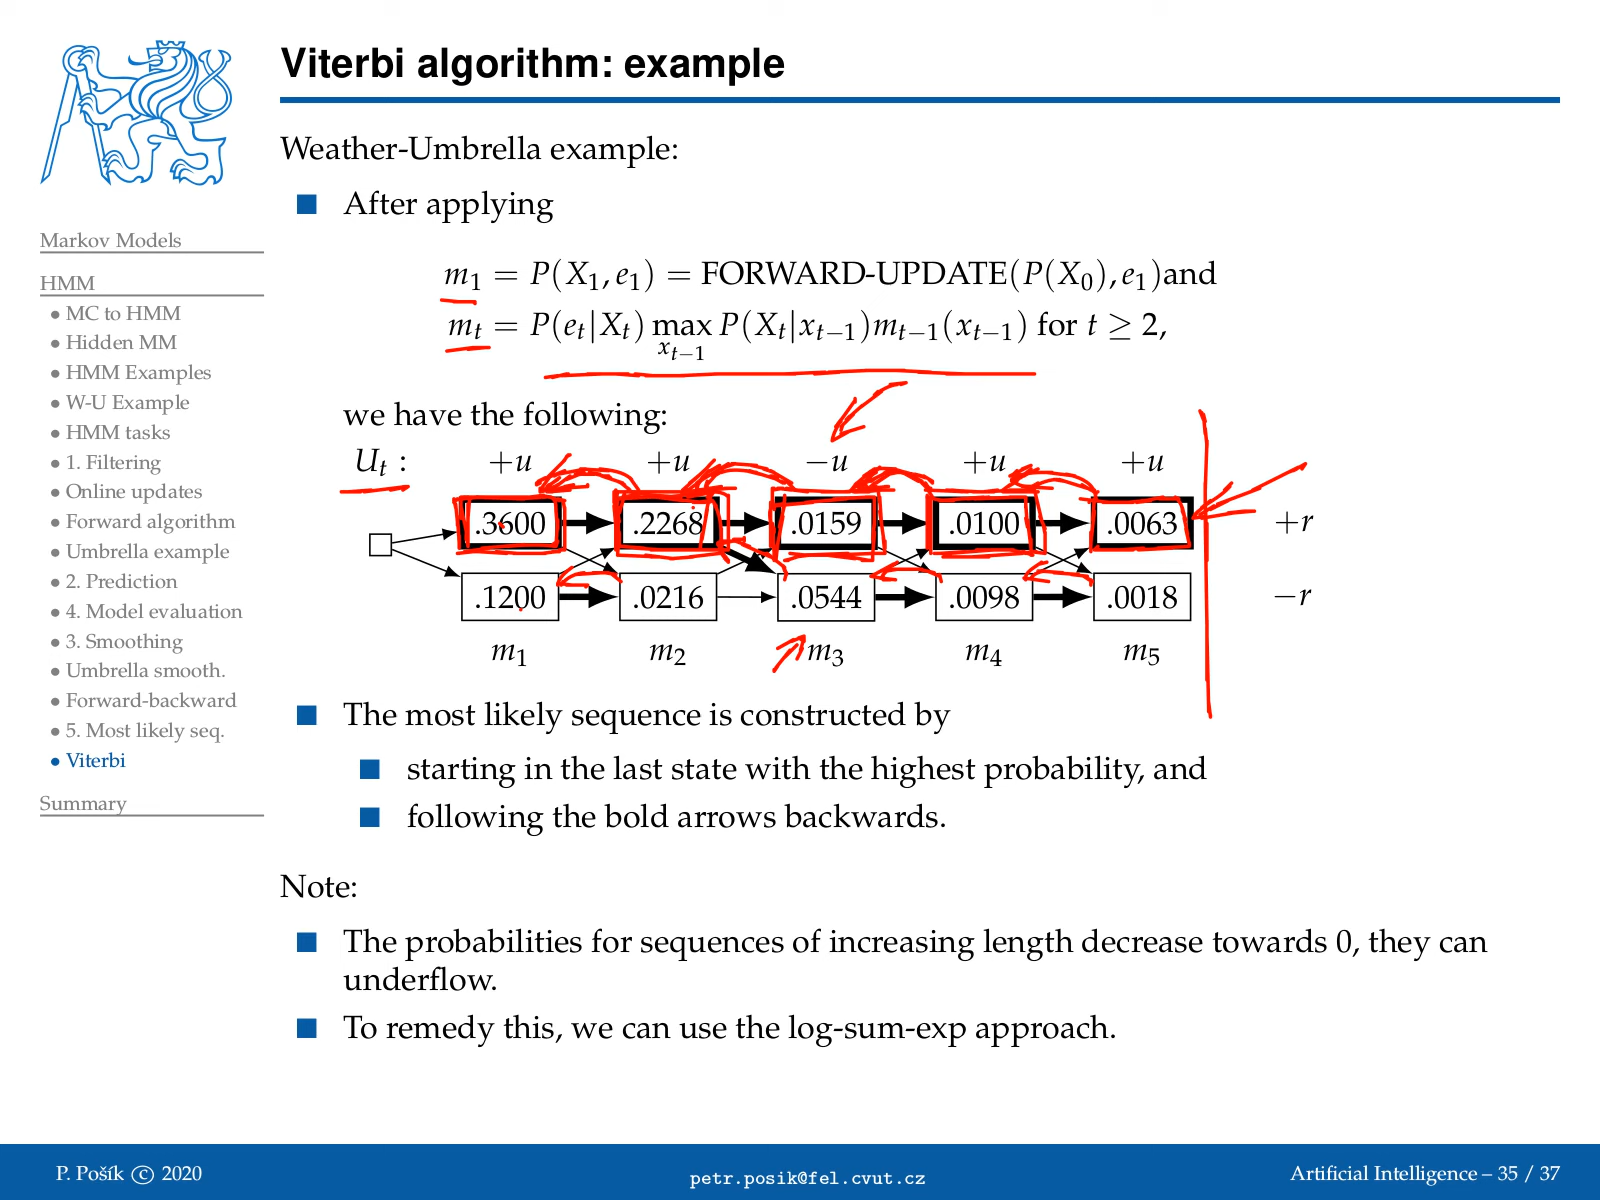 Viterbi algorithm: example
Markov Models
HMM
• MC to HMM
• Hidden MM
• HMM Examples
• W-U Example
• HMM tasks
• 1. Filtering
• Online updates
• Forward algorithm
• Umbrella example
• 2. Prediction
• 4. Model evaluation
• 3. Smoothing
• Umbrella smooth.
• Forward-backward
• 5. Most likely seq.
• Viterbi
Summary
Weather-Umbrella example:
■ After applying
m₁ = P(X₁, e₁) = FORWARD-UPDATE(P(X₀), e₁)and
mₜ = P(eₜ|Xₜ) max P(Xₜ|xₜ₋₁)mₜ₋₁(xₜ₋₁) for t ≥ 2,
xₜ₋₁
we have the following:
Uₜ : +u +u −u +u +u
.3600 .2268 .0159 .0100 .0063 +r
.1200 .0216 .0544 .0098 .0018 −r
m₁ m₂ m₃ m₄ m₅
■ The most likely sequence is constructed by
■ starting in the last state with the highest probability, and
■ following the bold arrows backwards.
Note:
■ The probabilities for sequences of increasing length decrease towards 0, they can
underflow.
■ To remedy this, we can use the log-sum-exp approach.
P. Pošík © 2020
petr.posik@fel.cvut.cz
Artificial Intelligence – 35 / 37